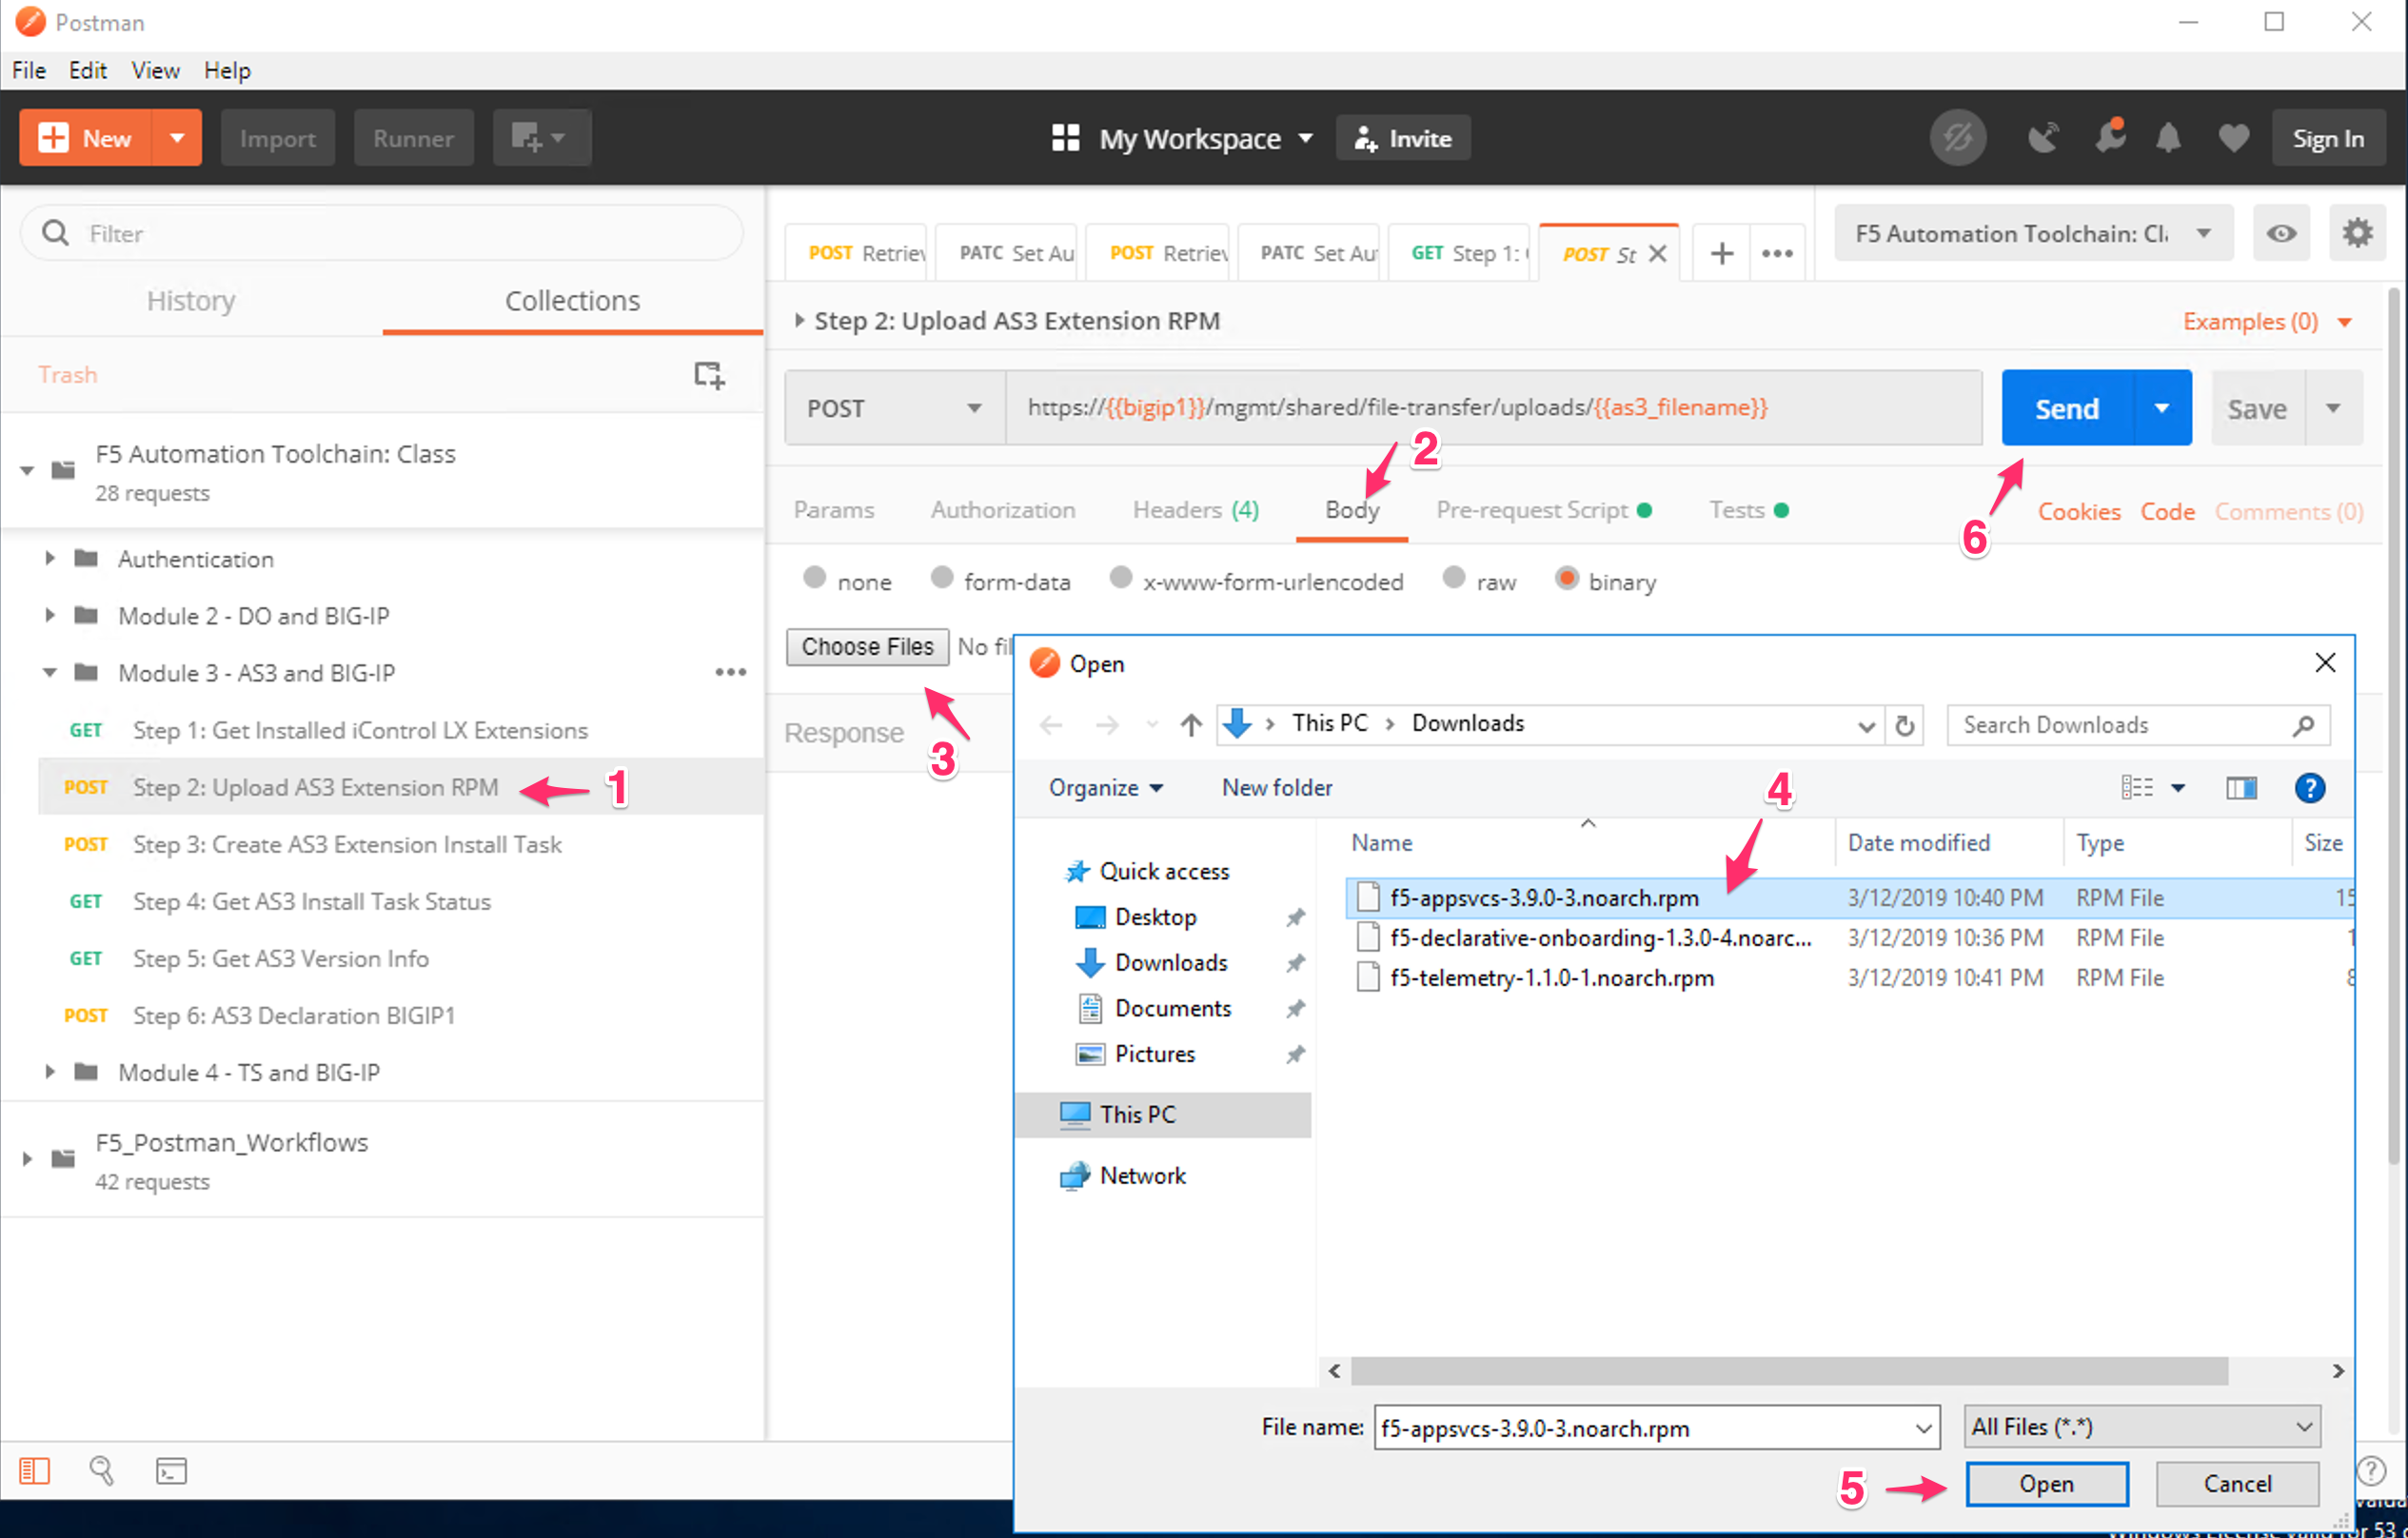 Postman
File Edit View Help
New Import Runner My Workspace Invite Sign In
Filter
History Collections
Trash
F5 Automation Toolchain: Class
28 requests
Authentication
Module 2 - DO and BIG-IP
Module 3 - AS3 and BIG-IP
GET Step 1: Get Installed iControl LX Extensions
POST Step 2: Upload AS3 Extension RPM 1
POST Step 3: Create AS3 Extension Install Task
GET Step 4: Get AS3 Install Task Status
GET Step 5: Get AS3 Version Info
POST Step 6: AS3 Declaration BIGIP1
Module 4 - TS and BIG-IP
F5_Postman_Workflows
42 requests
POST Retriev PATC Set Au POST Retriev PATC Set Au GET Step 1: POST St F5 Automation Toolchain: Cl
Step 2: Upload AS3 Extension RPM Examples (0)
POST https://{{bigip1}}/mgmt/shared/file-transfer/uploads/{{as3_filename}} Send Save
2
Params Authorization Headers (4) Body Pre-request Script Tests Cookies Code Comments (0)
6
none form-data x-www-form-urlencoded raw binary
Choose Files No fil
3
Response
Open
This PC Downloads Search Downloads
Organize New folder
4
Name Date modified Type Size
f5-appsvcs-3.9.0-3.noarch.rpm 3/12/2019 10:40 PM RPM File 15
f5-declarative-onboarding-1.3.0-4.noarc... 3/12/2019 10:36 PM RPM File 1
f5-telemetry-1.1.0-1.noarch.rpm 3/12/2019 10:41 PM RPM File 8
Quick access
Desktop
Downloads
Documents
Pictures
This PC
Network
File name: f5-appsvcs-3.9.0-3.noarch.rpm All Files (*.*)
5 Open Cancel
Windows License valid for 53